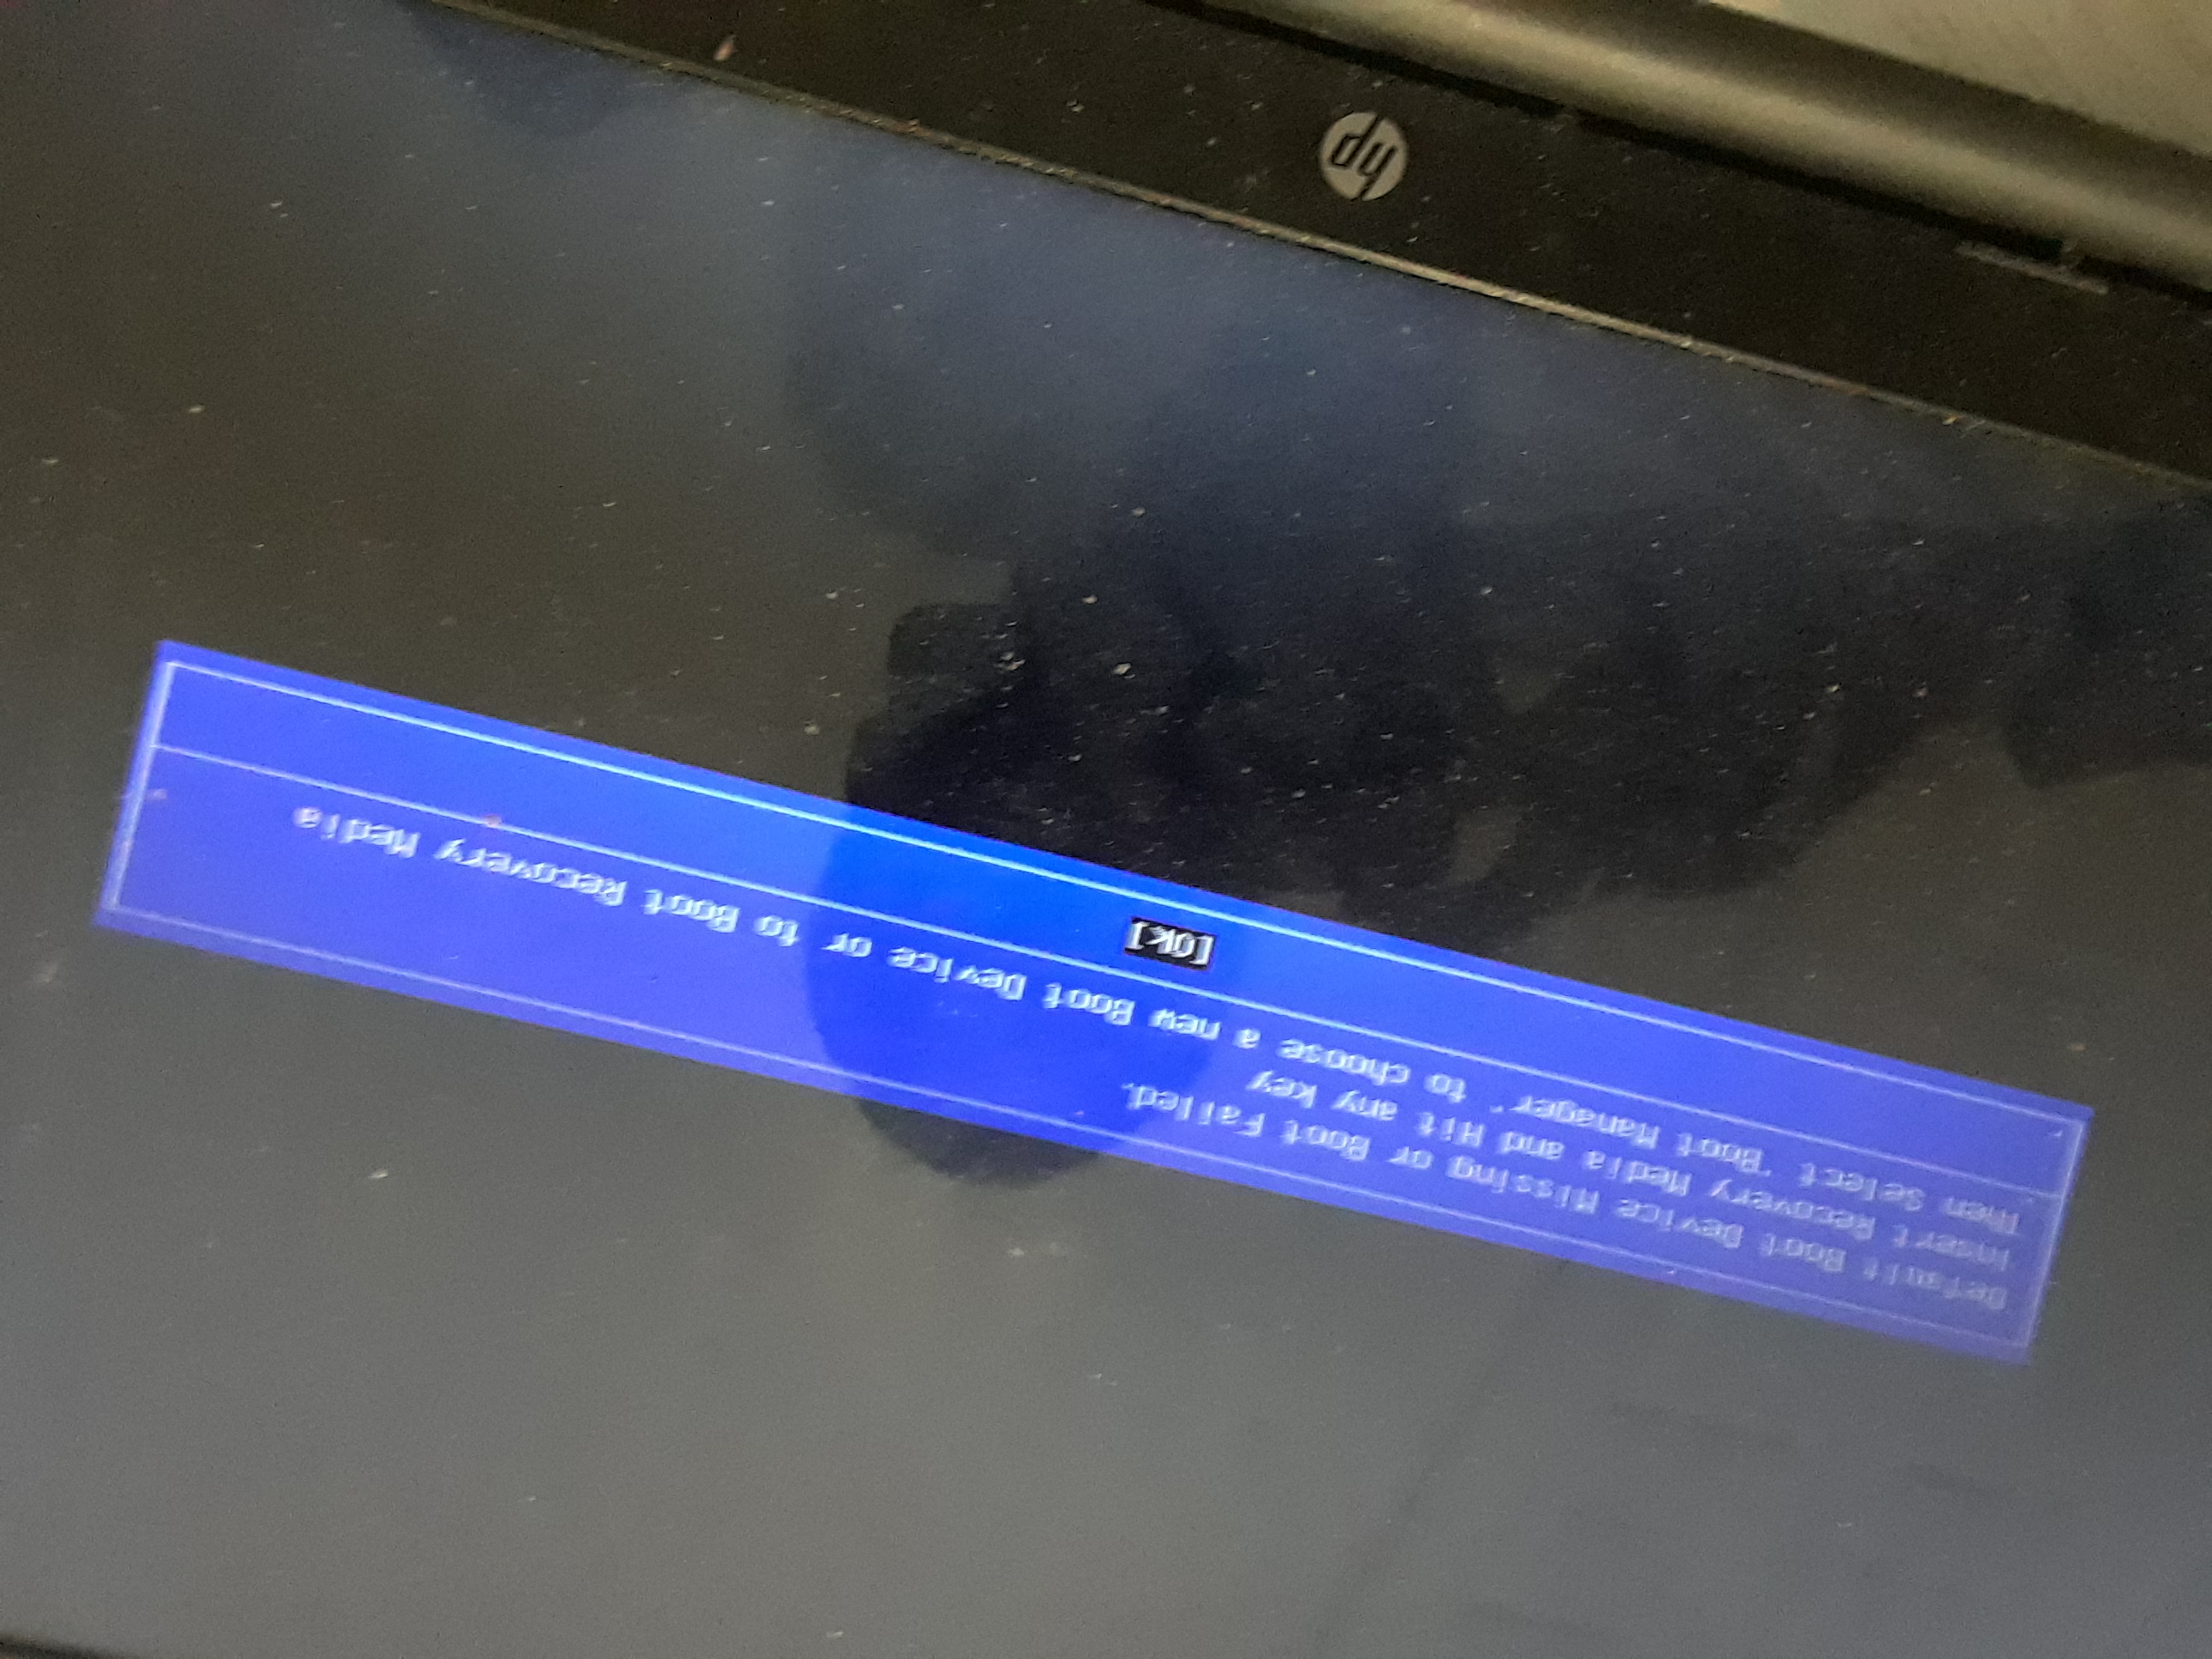 Default Boot Device Missing or Boot Failed.
Insert Recovery Media and Hit any key
Then Select 'Boot Manager' to choose a new Boot Device or to Boot Recovery Media
[Ok]
hp